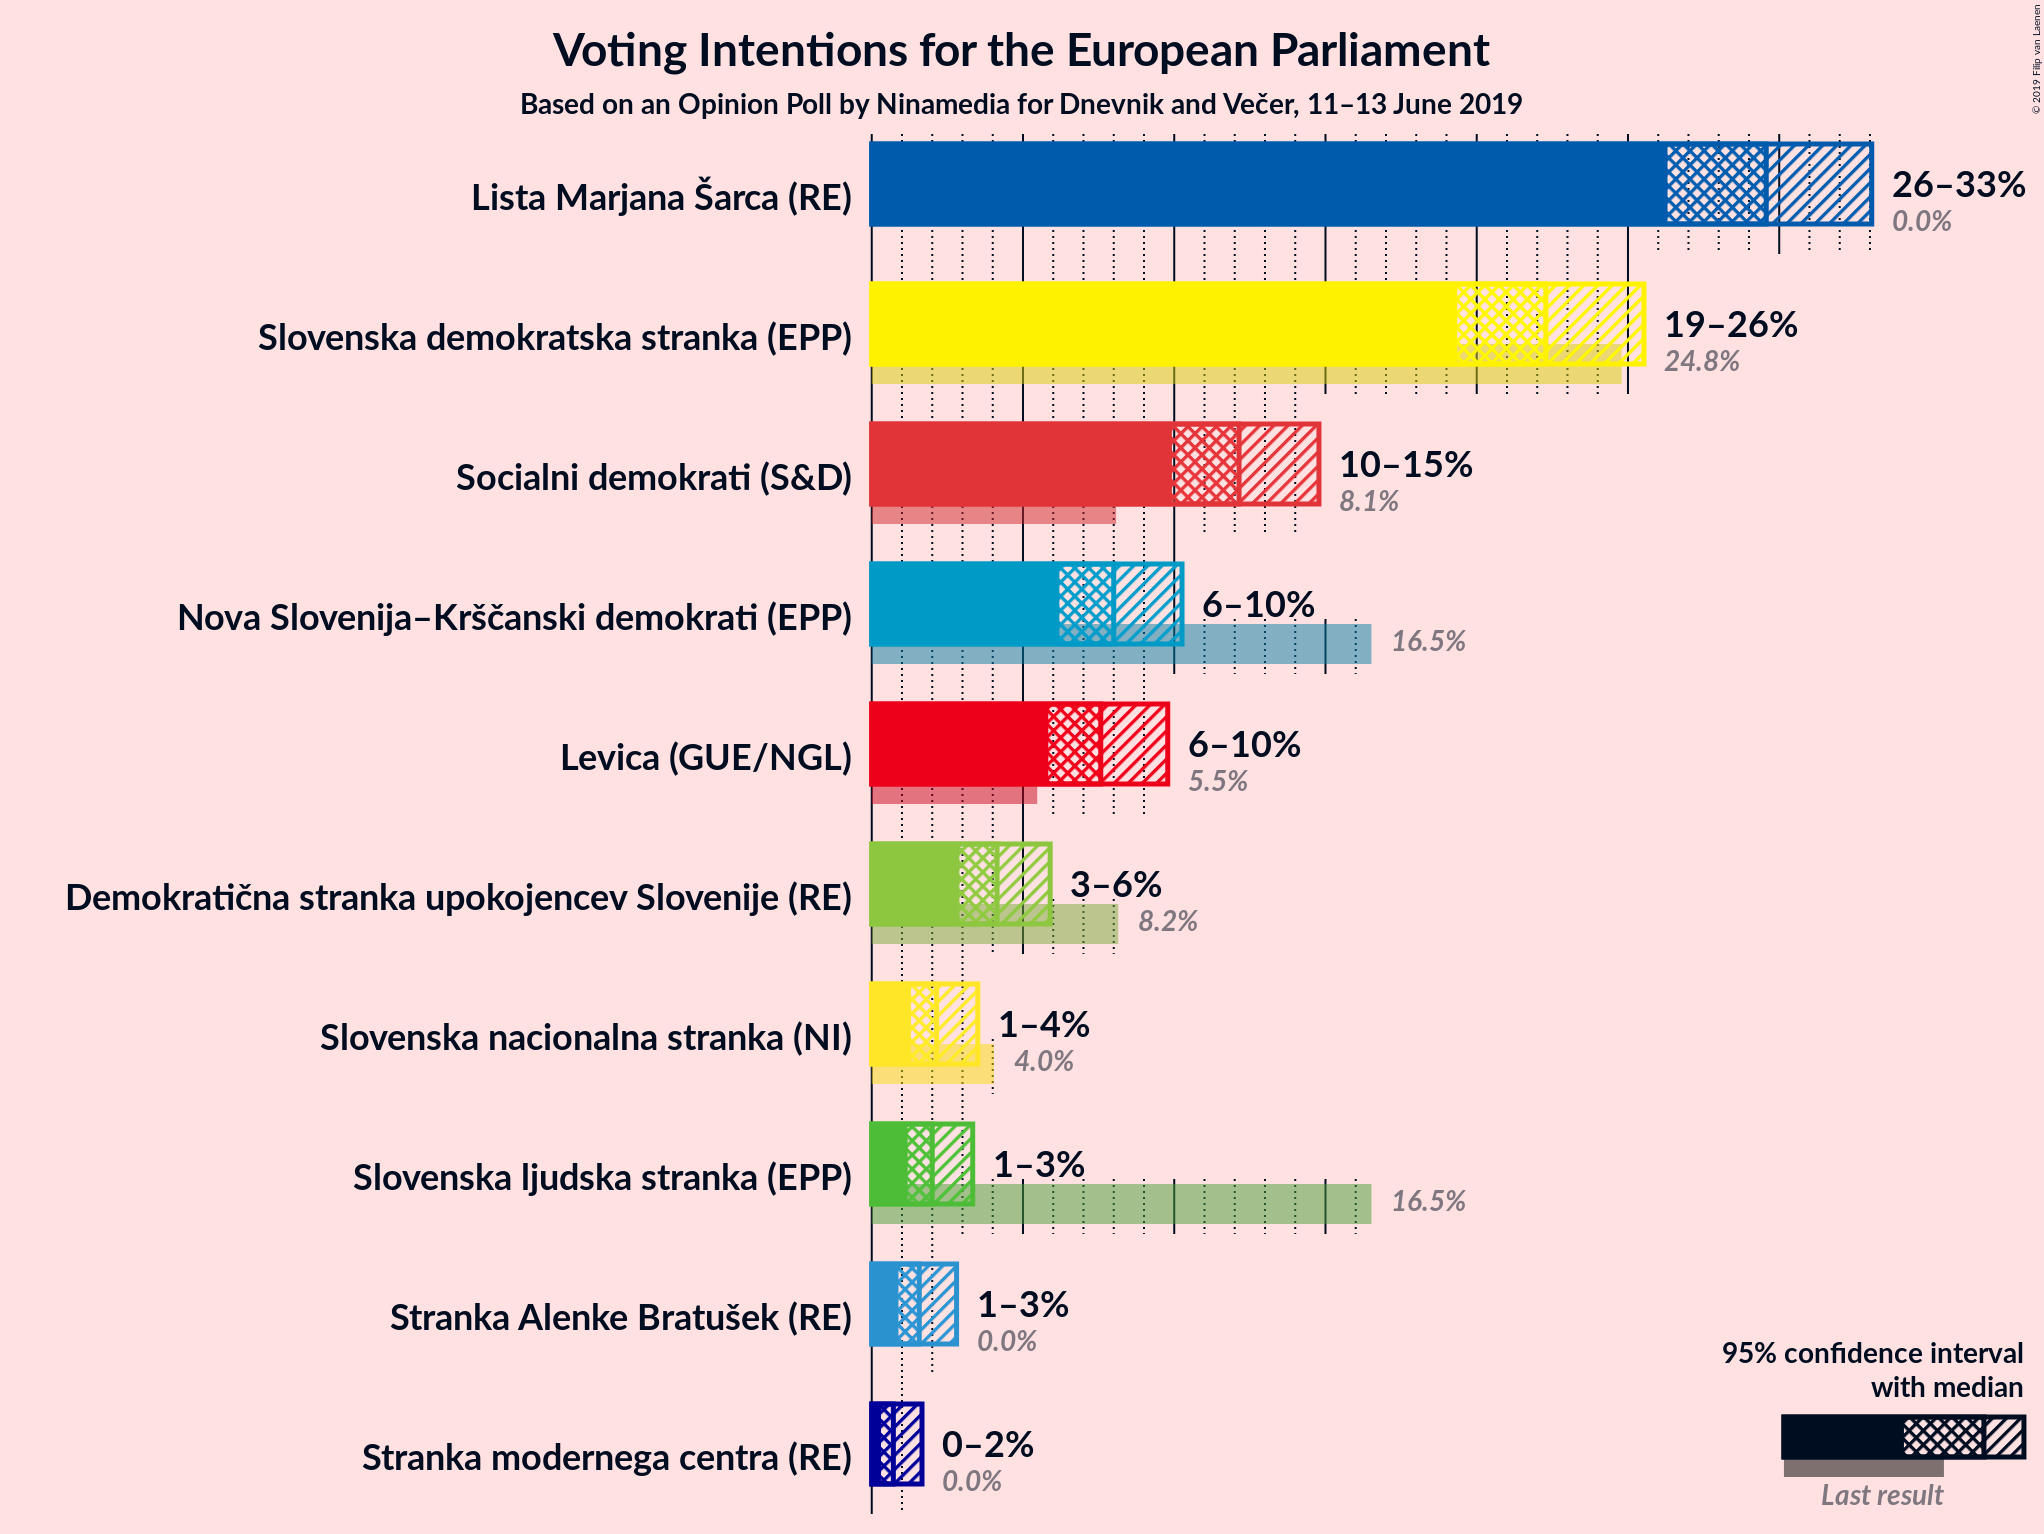 Voting Intentions for the European Parliament
Based on an Opinion Poll by Ninamedia for Dnevnik and Večer, 11–13 June 2019
© 2019 Filip van Laenen
Lista Marjana Šarca (RE)
26–33%
0.0%
Slovenska demokratska stranka (EPP)
19–26%
24.8%
Socialni demokrati (S&D)
10–15%
8.1%
Nova Slovenija–Krščanski demokrati (EPP)
6–10%
16.5%
Levica (GUE/NGL)
6–10%
5.5%
Demokratična stranka upokojencev Slovenije (RE)
3–6%
8.2%
Slovenska nacionalna stranka (NI)
1–4%
4.0%
Slovenska ljudska stranka (EPP)
1–3%
16.5%
Stranka Alenke Bratušek (RE)
1–3%
0.0%
Stranka modernega centra (RE)
0–2%
0.0%
95% confidence interval
with median
Last result